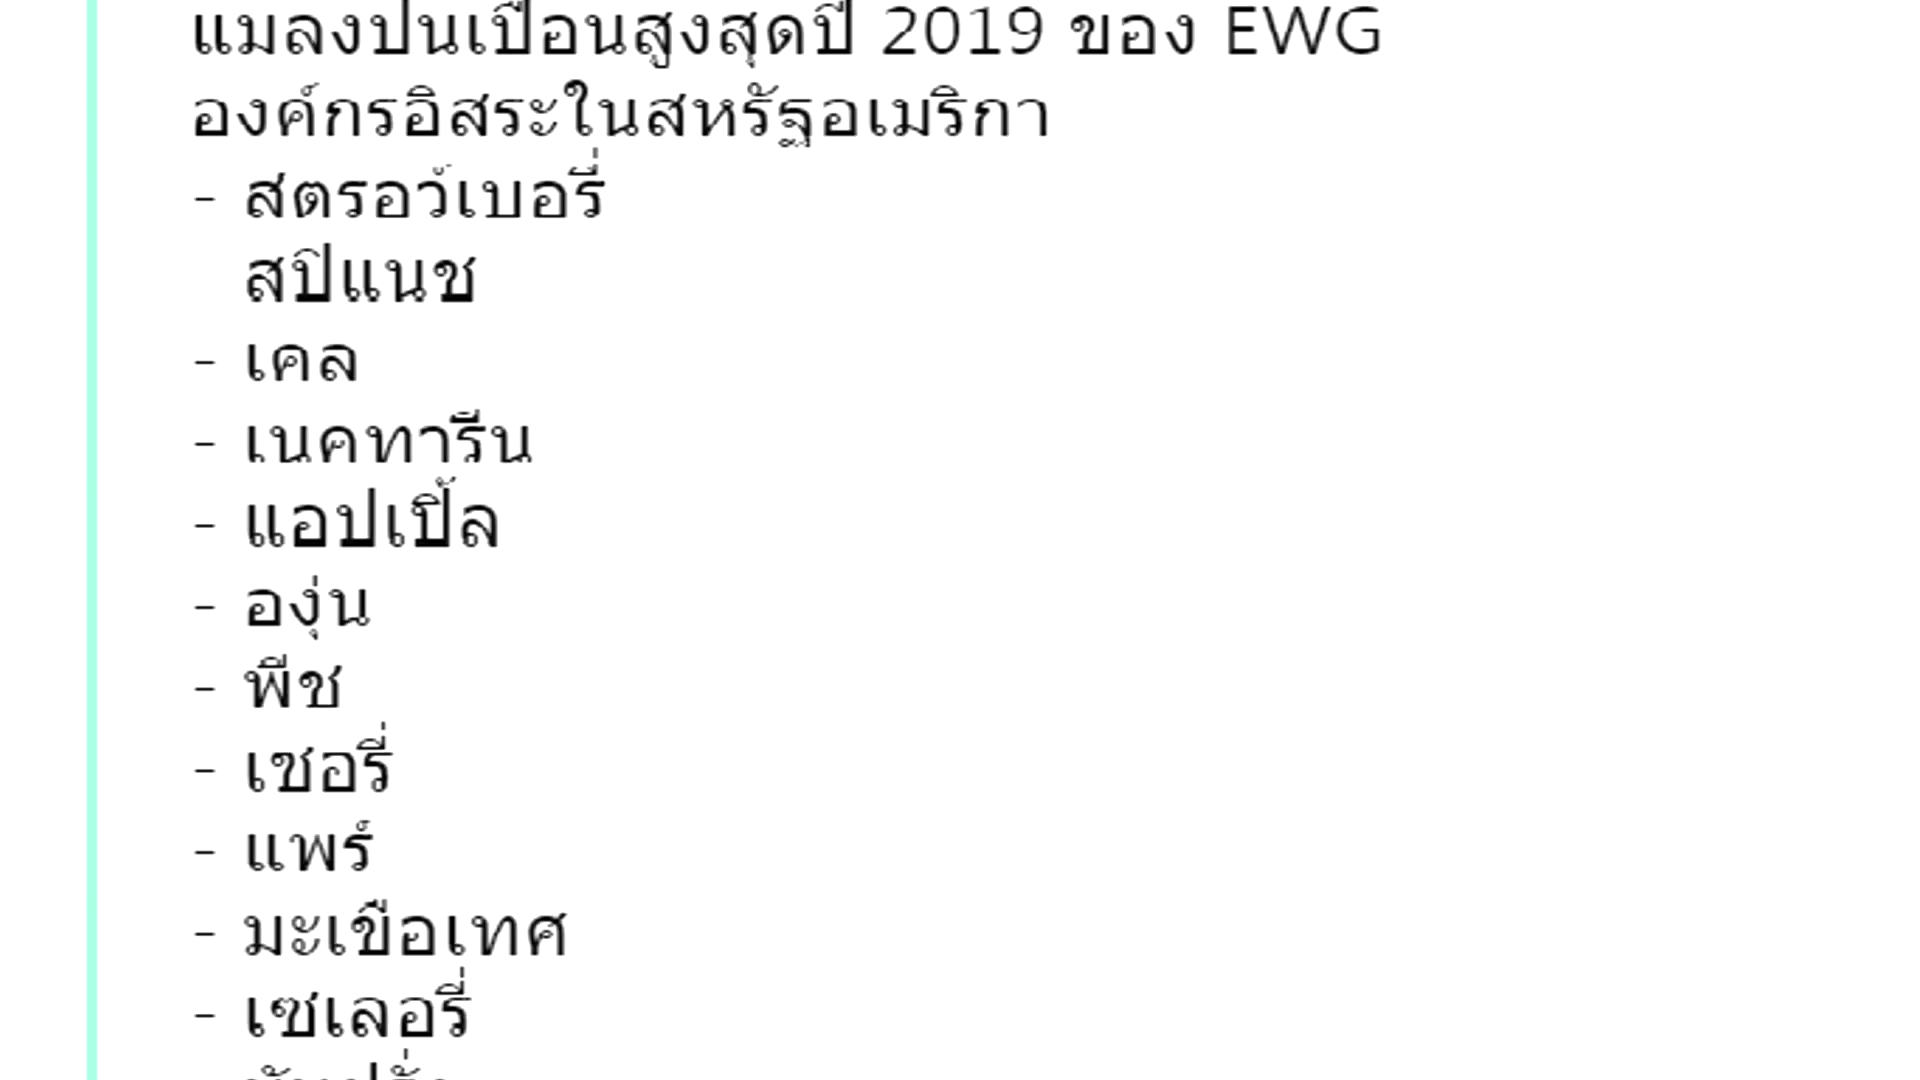 แมลงปนเปื้อนสูงสุดปี 2019 ของ EWG
องค์กรอิสระในสหรัฐอเมริกา
- สตรอว์เบอรี่
สปิแนช
- เคล
- เนคทารีน
- แอปเปิ้ล
- องุ่น
- พีช
- เชอรี่
- แพร์
- มะเขือเทศ
- เซเลอรี่